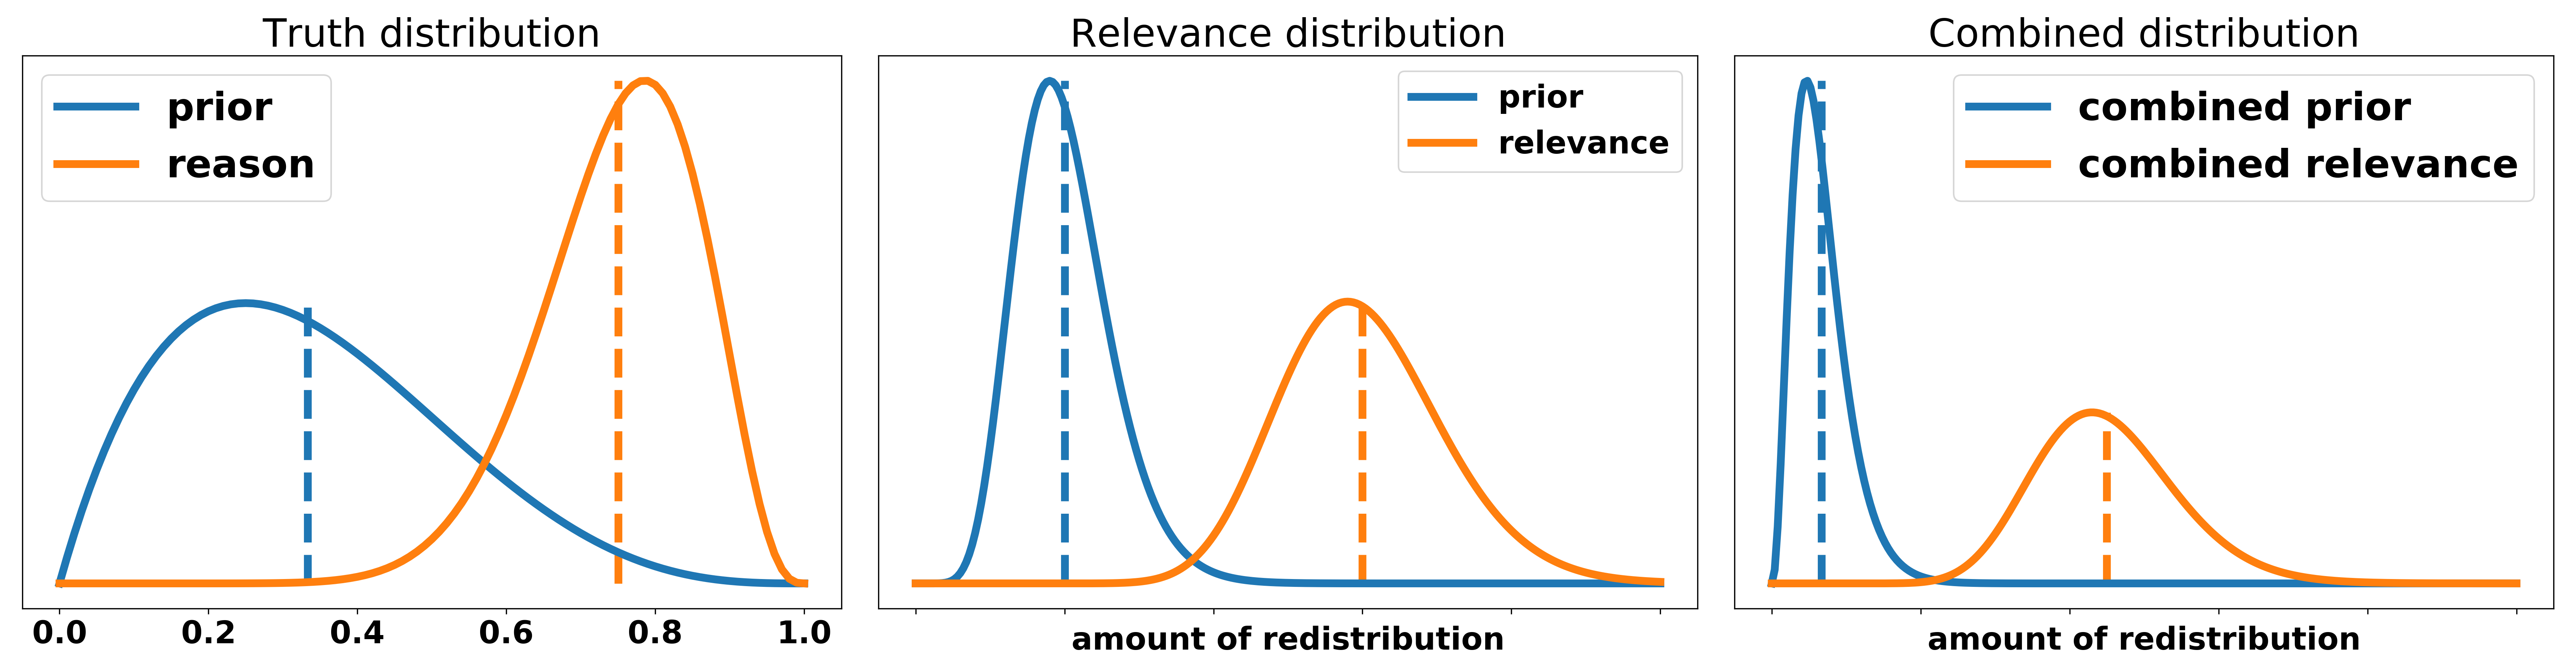 Truth distribution
prior
reason
0.0 0.2 0.4 0.6 0.8 1.0
Relevance distribution
prior
relevance
amount of redistribution
Combined distribution
combined prior
combined relevance
amount of redistribution